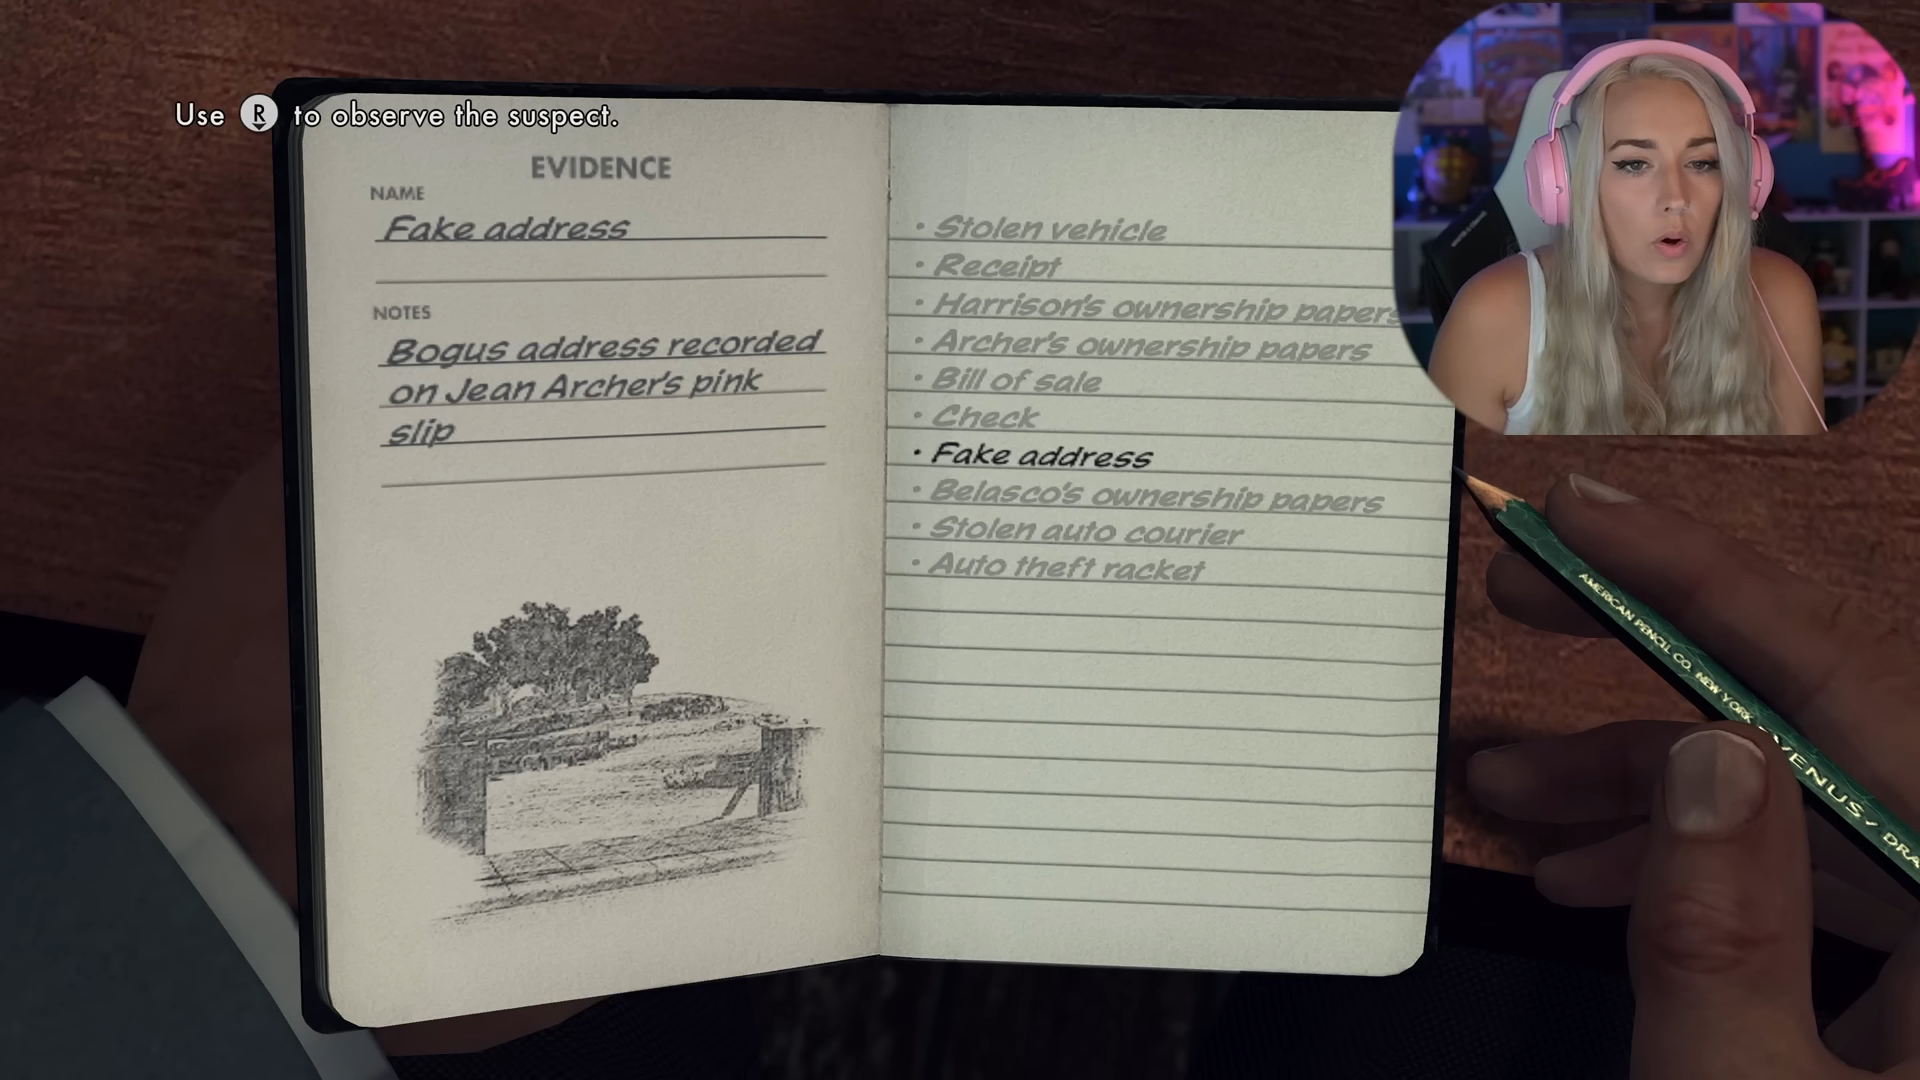 Use R to observe the suspect.
EVIDENCE
NAME
Fake address
NOTES
Bogus address recorded
on Jean Archer's pink
slip
• Stolen vehicle
• Receipt
• Harrison's ownership papers
• Archer's ownership papers
• Bill of sale
• Check
• Fake address
• Belasco's ownership papers
• Stolen auto courier
• Auto theft racket
AMERICAN PENCIL CO. NEW YORK
VENUS DRA